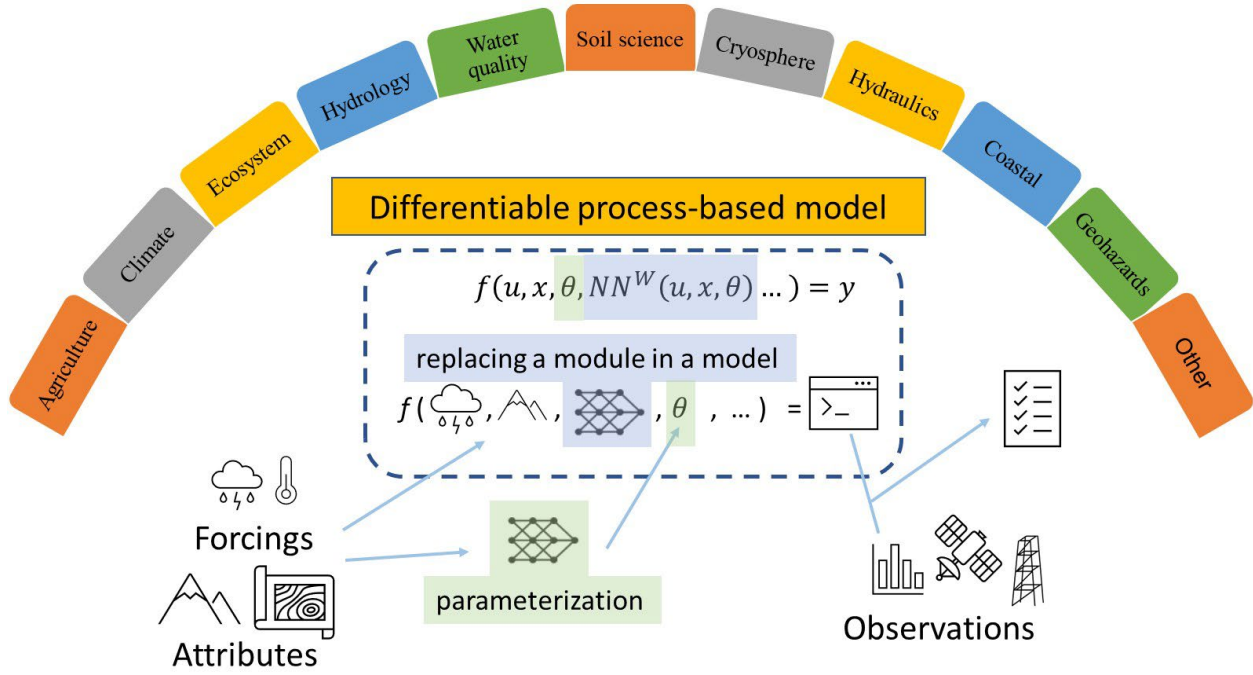 Agriculture
Climate
Ecosystem
Hydrology
Water
quality
Soil science
Cryosphere
Hydraulics
Coastal
Geohazards
Other
Differentiable process-based model
f(u, x, θ, NN^W(u, x, θ) … ) = y
replacing a module in a model
f( , , , θ , … ) = >_
Forcings
Attributes
parameterization
Observations